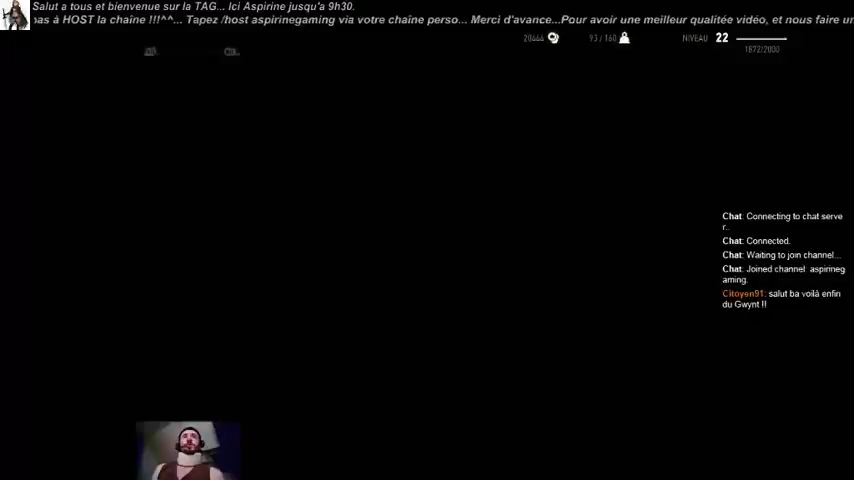 Salut a tous et bienvenue sur la TAG... Ici Aspirine jusqu'a 9h30.
pas à HOST la chaîne !!!^^... Tapez /host aspirinegaming via votre chaîne perso... Merci d'avance...Pour avoir une meilleur qualitée vidéo, et nous faire un
93 / 160 NIVEAU 22
1872/2000
Chat: Connecting to chat serve
r..
Chat: Connected.
Chat: Waiting to join channel...
Chat: Joined channel: aspirineg
aming.
Citoyen91: salut ba voilà enfin
du Gwynt !!